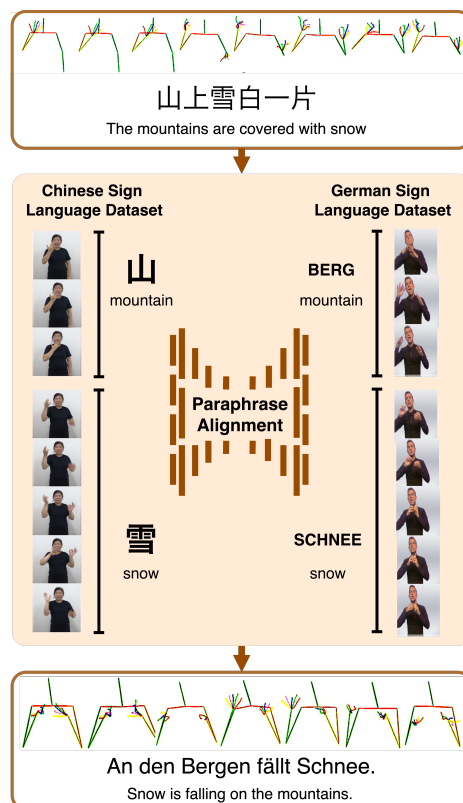 山上雪白一片
The mountains are covered with snow
Chinese Sign
Language Dataset
German Sign
Language Dataset
山
mountain
BERG
mountain
Paraphrase
Alignment
雪
snow
SCHNEE
snow
An den Bergen fällt Schnee.
Snow is falling on the mountains.